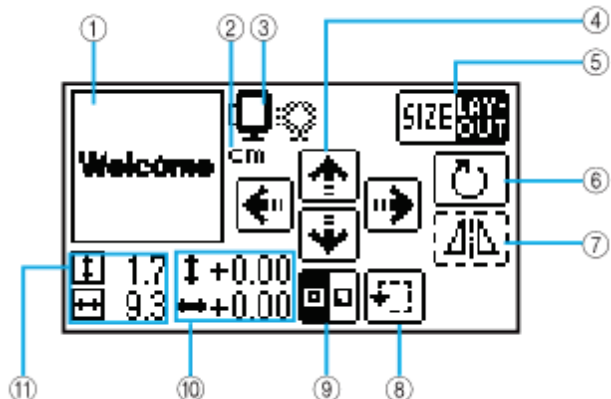 ① ② ③ ④
⑤
SIZE LAY-OUT
cm
Welcome
⑥
⑦
1.7 +0.00
9.3 +0.00
⑪ ⑩ ⑨ ⑧